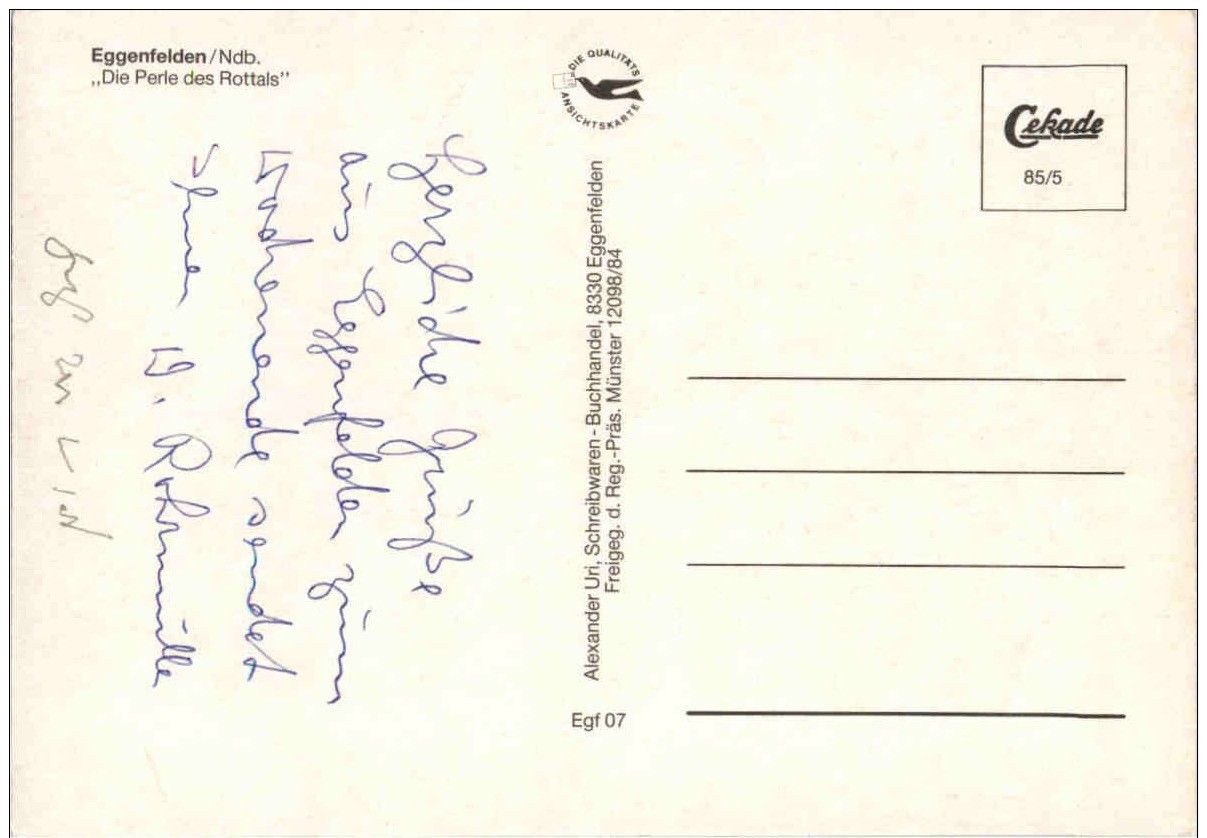 Eggenfelden/Ndb.
„Die Perle des Rottals”
DIE QUALITÄTS
ANSICHTSKARTE
Cekade
85/5
Herzliche Grüße
aus Eggenfelden zum
Wochenende sendet
Ihnen W. Rohrmüller
Alexander Uri, Schreibwaren - Buchhandel, 8330 Eggenfelden
Freigeg. d. Reg.-Präs. Münster 12098/84
Egf 07